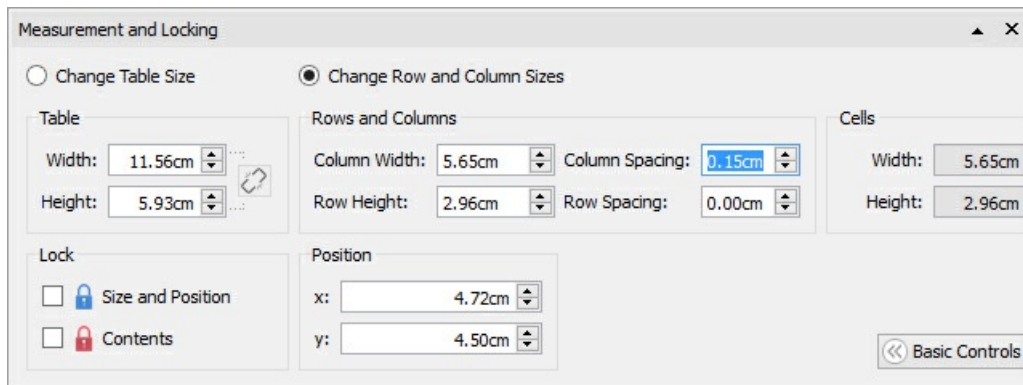 Measurement and Locking
Change Table Size Change Row and Column Sizes
Table Rows and Columns Cells
Width: 11.56cm Column Width: 5.65cm Column Spacing: 0.15cm Width: 5.65cm
Height: 5.93cm Row Height: 2.96cm Row Spacing: 0.00cm Height: 2.96cm
Lock Position
Size and Position x: 4.72cm
Contents y: 4.50cm
Basic Controls